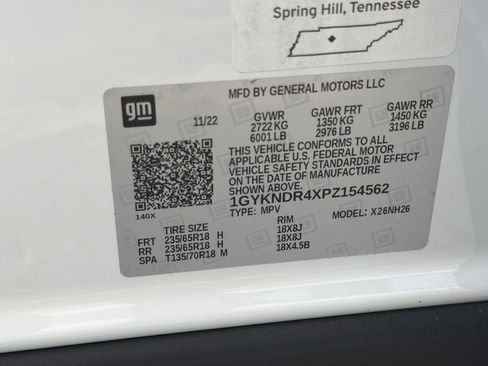 Spring Hill, Tennessee
gm
MFD BY GENERAL MOTORS LLC
11/22 GVWR GAWR FRT GAWR RR
2722 KG 1350 KG 1450 KG
6001 LB 2976 LB 3196 LB
THIS VEHICLE CONFORMS TO ALL
APPLICABLE U.S. FEDERAL MOTOR
VEHICLE SAFETY STANDARDS IN EFFECT
ON THE DATE OF MANUFACTURE
SHOWN ABOVE.
1GYKNDR4XPZ154562
140X
TYPE: MPV MODEL: X26NH26
TIRE SIZE RIM
FRT 235/65R18 H 18X8J
RR 235/65R18 H 18X8J
SPA T135/70R18 M 18X4.5B